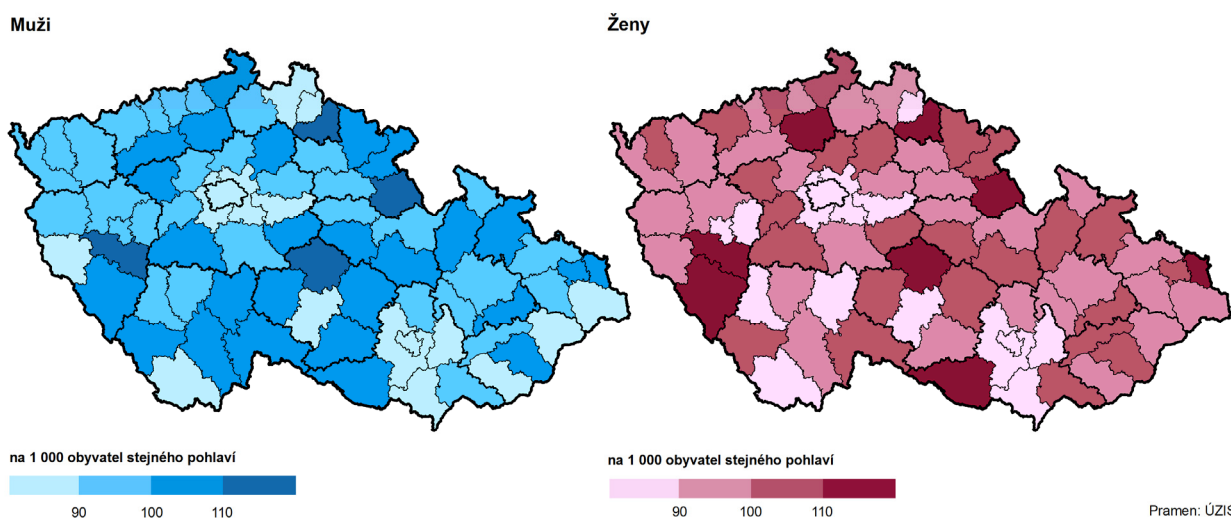 Muži
Ženy
na 1 000 obyvatel stejného pohlaví
90 100 110
na 1 000 obyvatel stejného pohlaví
90 100 110
Pramen: ÚZIS